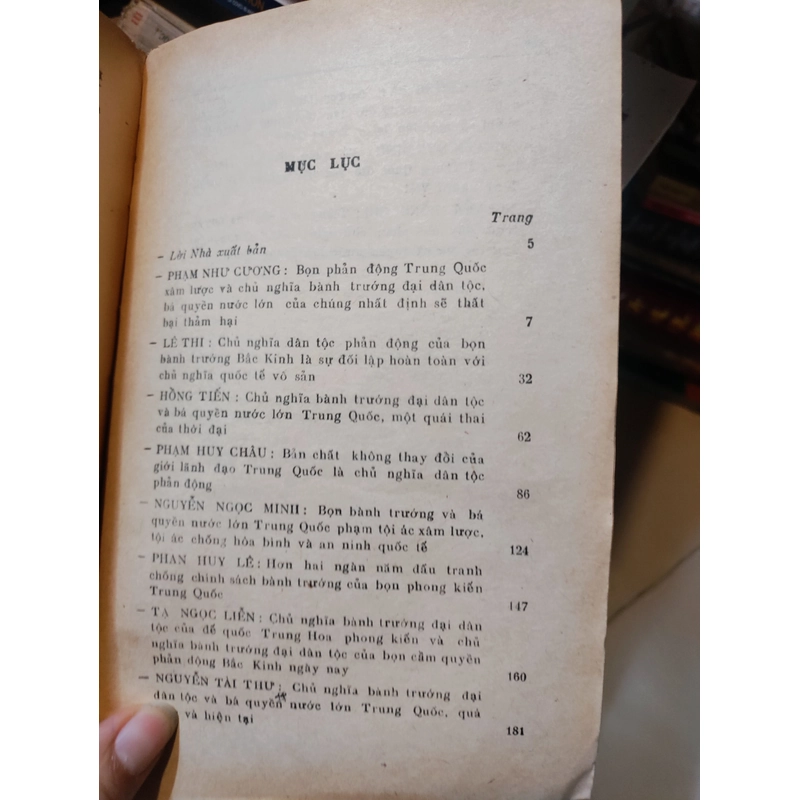 MỤC LỤC
Trang
- Lời Nhà xuất bản 5
- PHẠM NHƯ CƯƠNG: Bọn phản động Trung Quốc
xâm lược và chủ nghĩa bành trướng đại dân tộc,
bá quyền nước lớn của chúng nhất định sẽ thất
bại thảm hại 7
- LÊ THI: Chủ nghĩa dân tộc phản động của bọn
bành trướng Bắc Kinh là sự đối lập hoàn toàn với
chủ nghĩa quốc tế vô sản 32
- HỒNG TIẾN: Chủ nghĩa bành trướng đại dân tộc
và bá quyền nước lớn Trung Quốc, một quái thai
của thời đại 62
- PHẠM HUY CHÂU: Bản chất không thay đổi của
giới lãnh đạo Trung Quốc là chủ nghĩa dân tộc
phản động 86
- NGUYỄN NGỌC MINH: Bọn bành trướng và bá
quyền nước lớn Trung Quốc phạm tội ác xâm lược,
tội ác chống hòa bình và an ninh quốc tế 124
- PHAN HUY LÊ: Hơn hai ngàn năm đấu tranh
chống chính sách bành trướng của bọn phong kiến
Trung Quốc 147
- TẠ NGỌC LIỄN: Chủ nghĩa bành trướng đại dân
tộc của đế quốc Trung Hoa phong kiến và chủ
nghĩa bành trướng đại dân tộc của bọn cầm quyền
phản động Bắc Kinh ngày nay 160
- NGUYỄN TÀI THƯ: Chủ nghĩa bành trướng đại
dân tộc và bá quyền nước lớn Trung Quốc, quá
và hiện tại 181